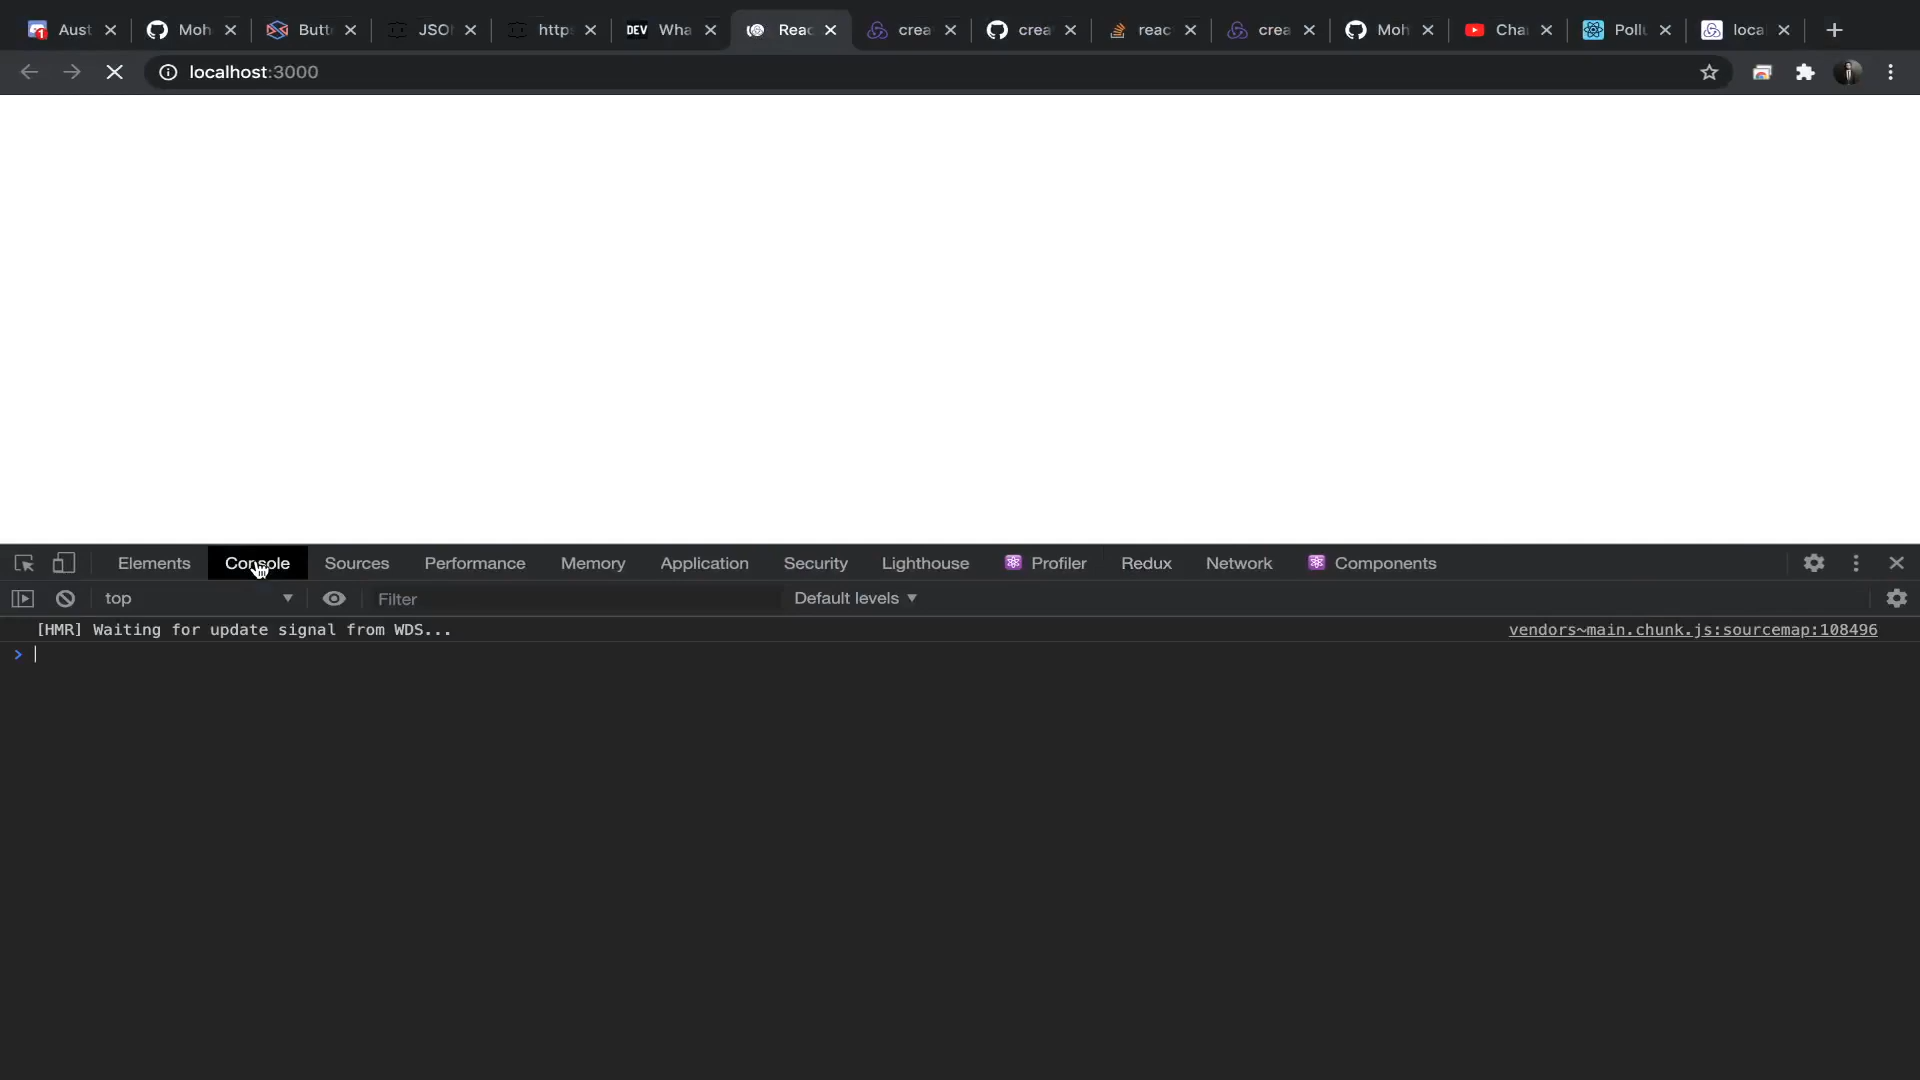 Aust Moh Butt JSO http DEV Wha Reac crea crea reac crea Moh Cha Pollu loca
localhost:3000
Elements Console Sources Performance Memory Application Security Lighthouse Profiler Redux Network Components
top Filter Default levels
[HMR] Waiting for update signal from WDS... vendors~main.chunk.js:sourcemap:108496